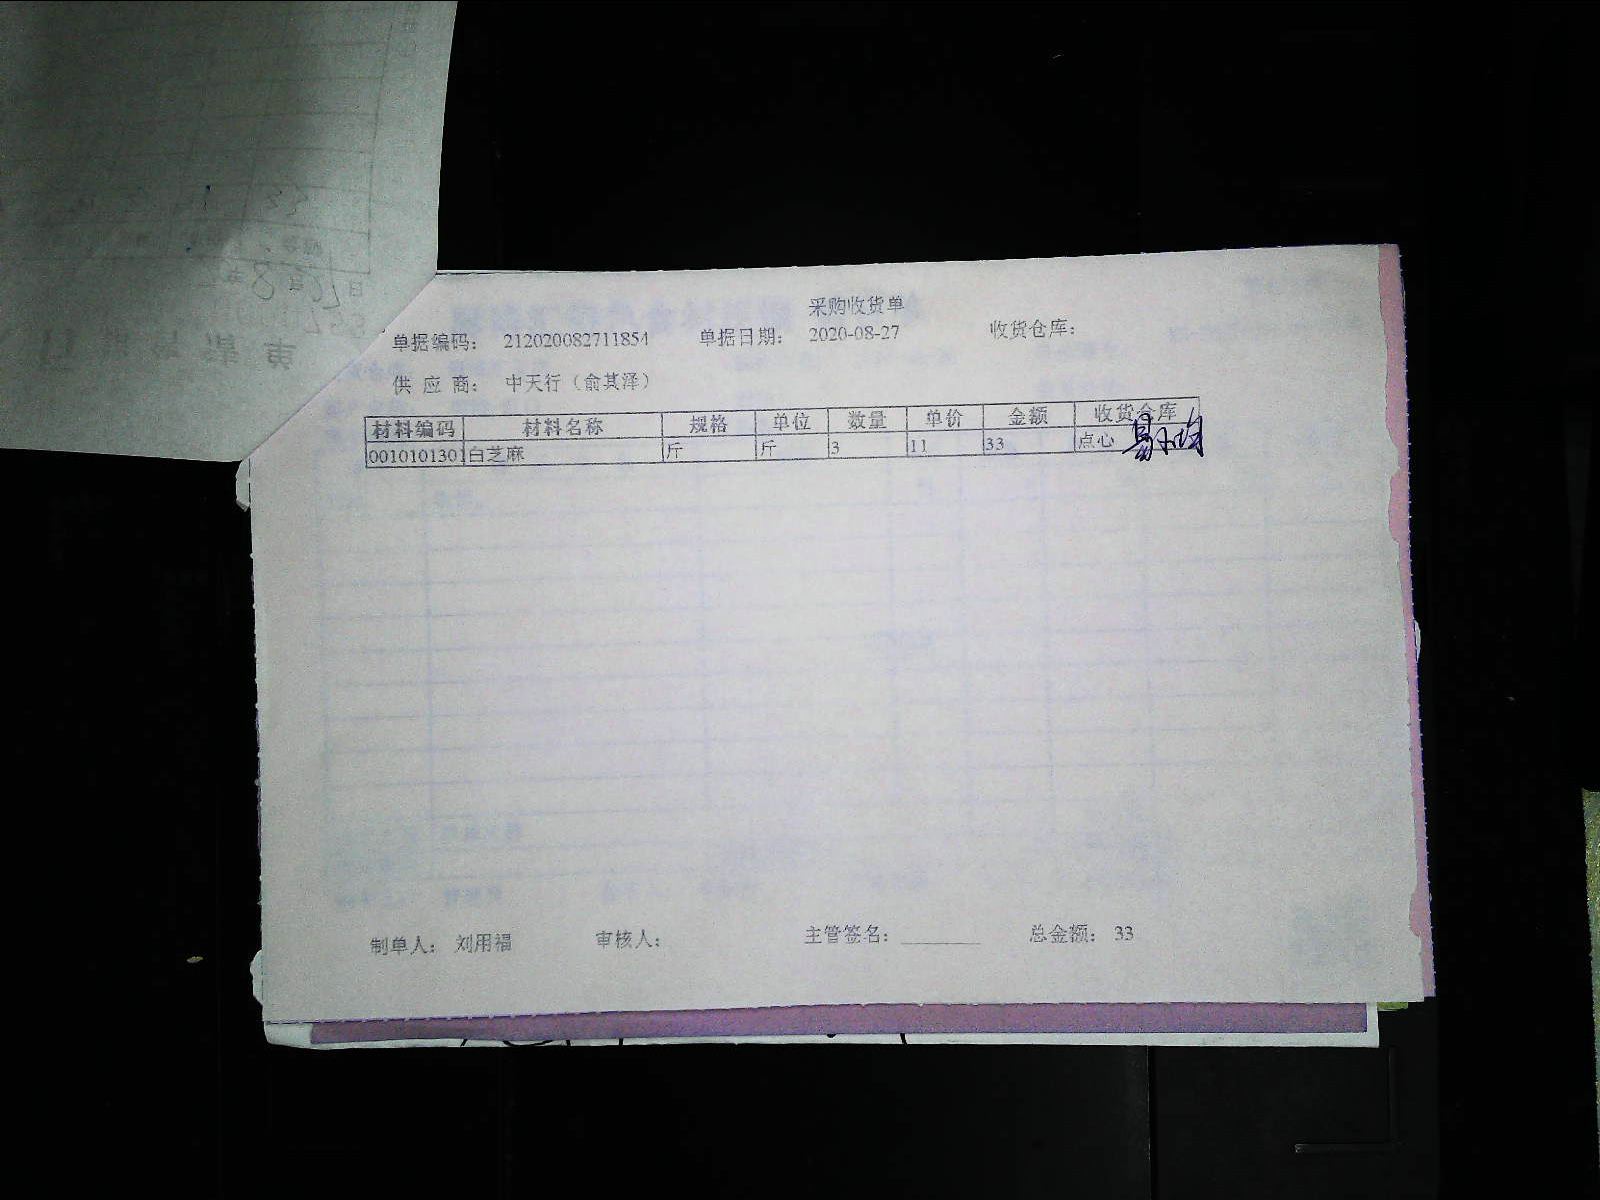 采购收货单
单据编码： 212020082711854 单据日期： 2020-08-27 收货仓库：
供 应 商： 中天行（俞其泽）
材料编码 材料名称 规格 单位 数量 单价 金额 收货仓库
0010101301 白芝麻 斤 斤 3 11 33 点心
制单人： 刘用福 审核人： 主管签名： ________ 总金额： 33